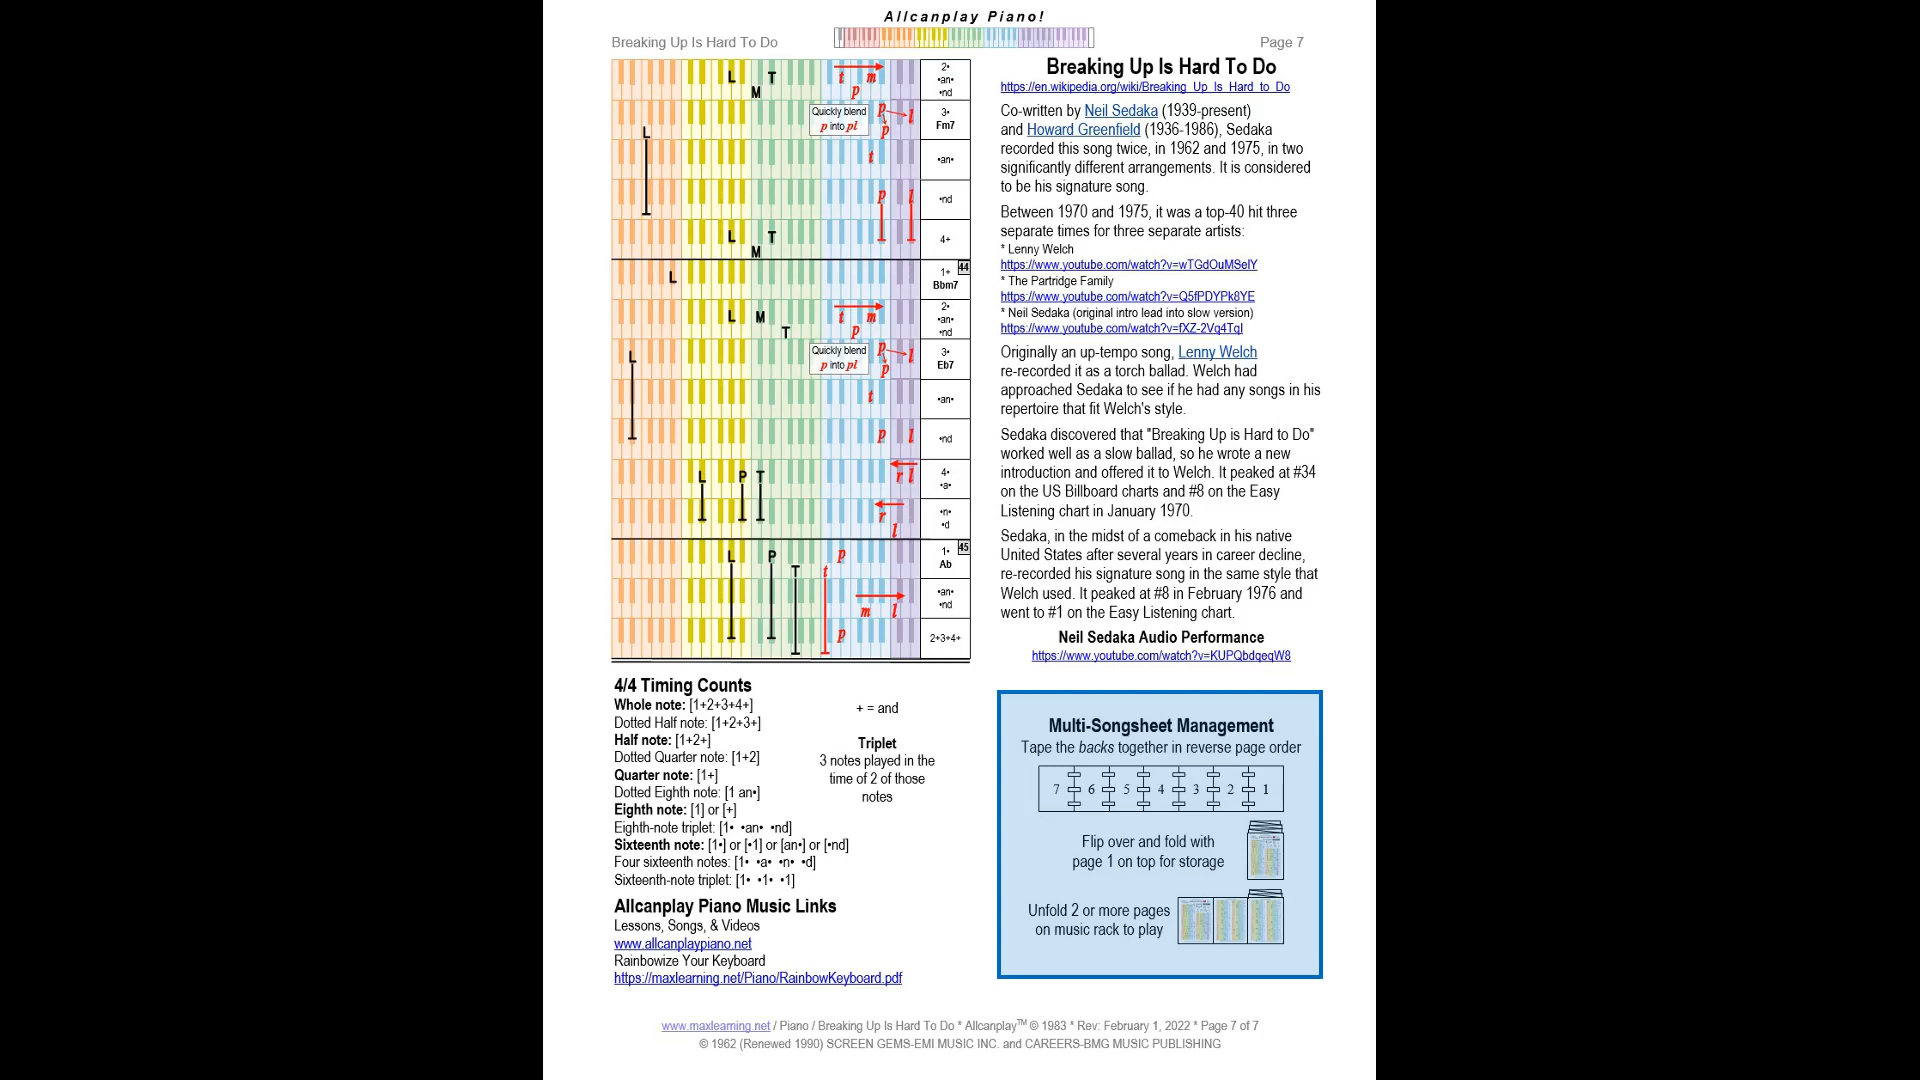 Allcanplay Piano!
Breaking Up Is Hard To Do
Page 7
L T t m
M p
2•
•an•
•nd
Quickly blend
p into pl
p l
p
L
3•
Fm7
t
•an•
p l
•nd
L T
M
4+
L
44
1+
Bbm7
L M t m
T p
2•
•an•
•nd
Quickly blend
p into pl
p l
p
L
3•
Eb7
t
•an•
p l
•nd
L P T r l
4•
•a•
r
l
•n•
•d
45
L P p
T t
1•
Ab
m l
•an•
•nd
p
2+3+4+
Breaking Up Is Hard To Do
https://en.wikipedia.org/wiki/Breaking_Up_Is_Hard_to_Do
Co-written by Neil Sedaka (1939-present)
and Howard Greenfield (1936-1986), Sedaka
recorded this song twice, in 1962 and 1975, in two
significantly different arrangements. It is considered
to be his signature song.
Between 1970 and 1975, it was a top-40 hit three
separate times for three separate artists:
* Lenny Welch
https://www.youtube.com/watch?v=wTGdOuMSelY
* The Partridge Family
https://www.youtube.com/watch?v=Q5fPDYPk8YE
* Neil Sedaka (original intro lead into slow version)
https://www.youtube.com/watch?v=fXZ-2Vq4TqI
Originally an up-tempo song, Lenny Welch
re-recorded it as a torch ballad. Welch had
approached Sedaka to see if he had any songs in his
repertoire that fit Welch's style.
Sedaka discovered that "Breaking Up is Hard to Do"
worked well as a slow ballad, so he wrote a new
introduction and offered it to Welch. It peaked at #34
on the US Billboard charts and #8 on the Easy
Listening chart in January 1970.
Sedaka, in the midst of a comeback in his native
United States after several years in career decline,
re-recorded his signature song in the same style that
Welch used. It peaked at #8 in February 1976 and
went to #1 on the Easy Listening chart.
Neil Sedaka Audio Performance
https://www.youtube.com/watch?v=KUPQbdqeqW8
4/4 Timing Counts
Whole note: [1+2+3+4+]
Dotted Half note: [1+2+3+]
Half note: [1+2+]
Dotted Quarter note: [1+2]
Quarter note: [1+]
Dotted Eighth note: [1 an•]
Eighth note: [1] or [+]
Eighth-note triplet: [1• •an• •nd]
Sixteenth note: [1•] or [•1] or [an•] or [•nd]
Four sixteenth notes: [1• •a• •n• •d]
Sixteenth-note triplet: [1• •1• •1]
+ = and
Triplet
3 notes played in the
time of 2 of those
notes
Allcanplay Piano Music Links
Lessons, Songs, & Videos
www.allcanplaypiano.net
Rainbowize Your Keyboard
https://maxlearning.net/Piano/RainbowKeyboard.pdf
Multi-Songsheet Management
Tape the backs together in reverse page order
7 6 5 4 3 2 1
Flip over and fold with
page 1 on top for storage
Unfold 2 or more pages
on music rack to play
www.maxlearning.net / Piano / Breaking Up Is Hard To Do * Allcanplay™ © 1983 * Rev: February 1, 2022 * Page 7 of 7
© 1962 (Renewed 1990) SCREEN GEMS-EMI MUSIC INC. and CAREERS-BMG MUSIC PUBLISHING